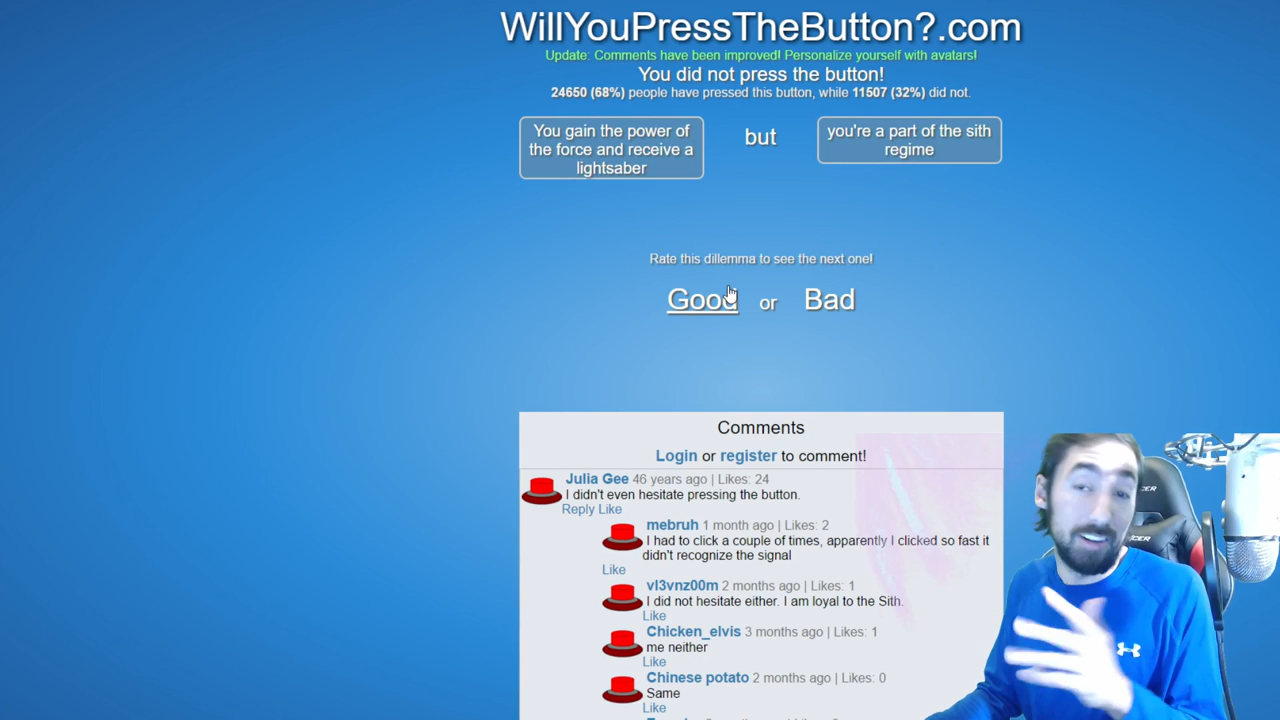 WillYouPressTheButton?.com
Update: Comments have been improved! Personalize yourself with avatars!
You did not press the button!
24650 (68%) people have pressed this button, while 11507 (32%) did not.
You gain the power of
the force and receive a
lightsaber
but
you're a part of the sith
regime
Rate this dillemma to see the next one!
Good or Bad
Comments
Login or register to comment!
Julia Gee 46 years ago | Likes: 24
I didn't even hesitate pressing the button.
Reply Like
mebruh 1 month ago | Likes: 2
I had to click a couple of times, apparently I clicked so fast it
didn't recognize the signal
Like
vl3vnz00m 2 months ago | Likes: 1
I did not hesitate either. I am loyal to the Sith.
Like
Chicken_elvis 3 months ago | Likes: 1
me neither
Like
Chinese potato 2 months ago | Likes: 0
Same
Like